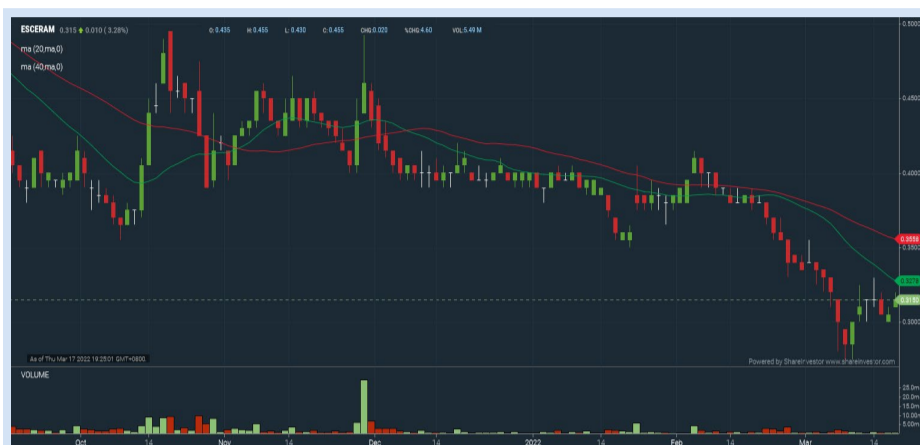 ESCERAM 0.315 0.010 (3.28%) O: 0.435 H: 0.455 L: 0.430 C: 0.455 CHG: 0.020 %CHG: 4.60 VOL: 5.49 M
ma (20,ma,0)
ma (40,ma,0)
0.5000
0.4500
0.4000
0.3558
0.3500
0.3150
0.3000
As of Thu Mar 17 2022 19:25:01 GMT+0800.
Powered by ShareInvestor www.shareinvestor.com
VOLUME
25.0m
20.0m
15.0m
10.0m
5.00m
Oct 14 Nov 14 Dec 14 2022 14 Feb 14 Mar 14